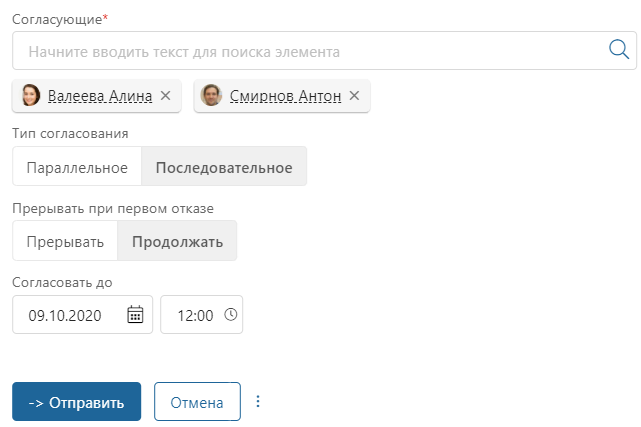 Согласующие*
Начните вводить текст для поиска элемента
Валеева Алина Смирнов Антон
Тип согласования
Параллельное Последовательное
Прерывать при первом отказе
Прерывать Продолжать
Согласовать до
09.10.2020 12:00
-> Отправить Отмена